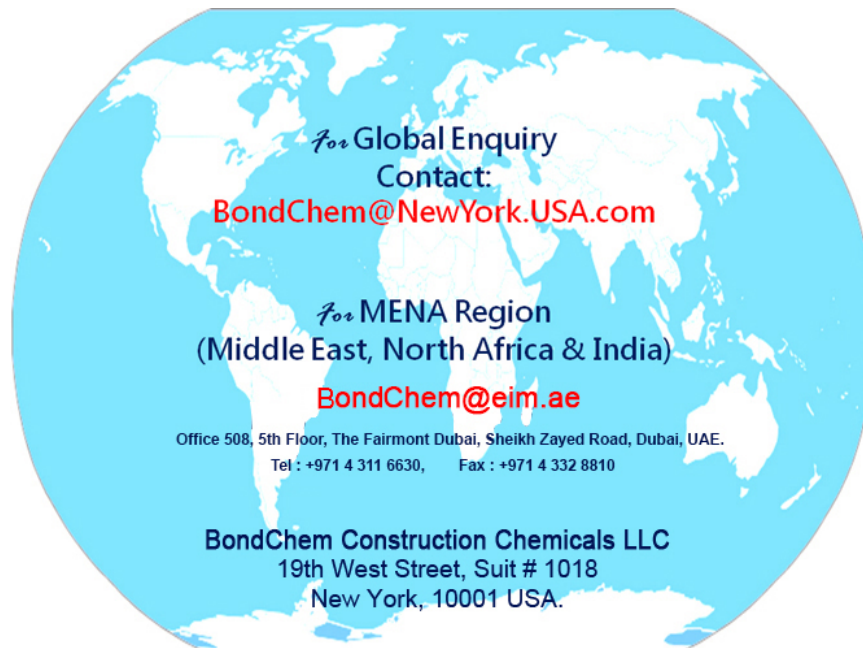 For Global Enquiry
Contact:
BondChem@NewYork.USA.com
For MENA Region
(Middle East, North Africa & India)
BondChem@eim.ae
Office 508, 5th Floor, The Fairmont Dubai, Sheikh Zayed Road, Dubai, UAE.
Tel : +971 4 311 6630, Fax : +971 4 332 8810
BondChem Construction Chemicals LLC
19th West Street, Suit # 1018
New York, 10001 USA.